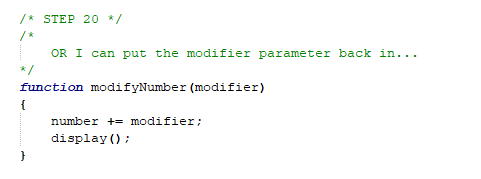 /* STEP 20 */
/*
    OR I can put the modifier parameter back in...
*/
function modifyNumber(modifier)
{
    number += modifier;
    display();
}